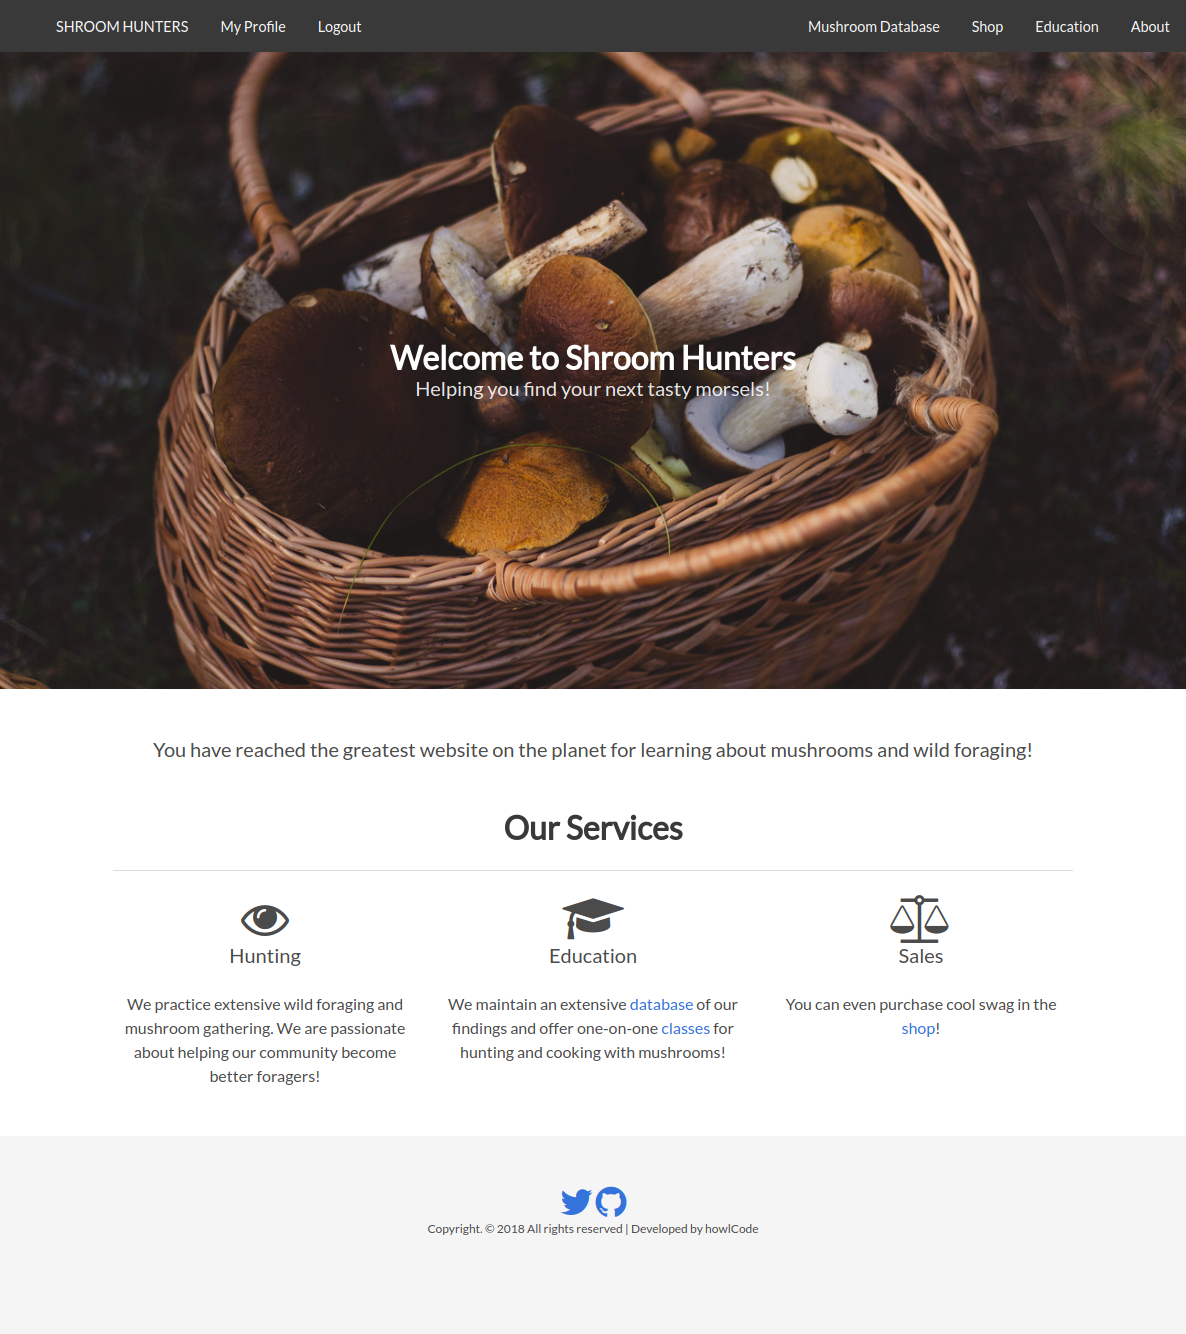 SHROOM HUNTERS My Profile Logout Mushroom Database Shop Education About
Welcome to Shroom Hunters
Helping you find your next tasty morsels!
You have reached the greatest website on the planet for learning about mushrooms and wild foraging!
Our Services
Hunting
We practice extensive wild foraging and
mushroom gathering. We are passionate
about helping our community become
better foragers!
Education
We maintain an extensive database of our
findings and offer one-on-one classes for
hunting and cooking with mushrooms!
Sales
You can even purchase cool swag in the
shop!
Copyright. © 2018 All rights reserved | Developed by howlCode